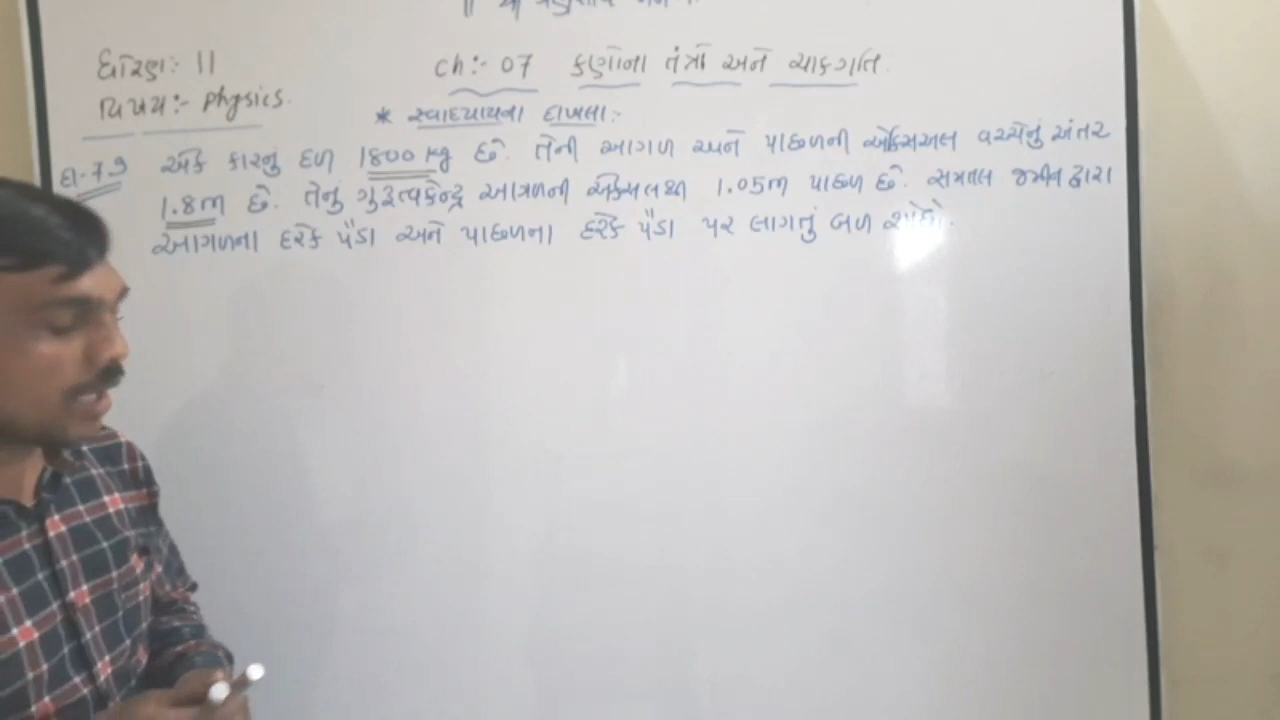 ધોરણ:- 11
ch:- 07 કણોના તંત્રો અને ચાકગતિ
વિષય:- Physics.
* સ્વાધ્યાયના દાખલા:-
દા-7.9 એક કારનું દળ 1800 kg છે. તેની આગળ અને પાછળની એક્સિઅલ વચ્ચેનું અંતર
1.8m છે. તેનું ગુરુત્વકેન્દ્ર આગળની એક્સિલથી 1.05m પાછળ છે. સમતલ જમીન દ્વારા
આગળના દરેક પૈંડા અને પાછળના દરેક પૈંડા પર લાગતું બળ શોધો.